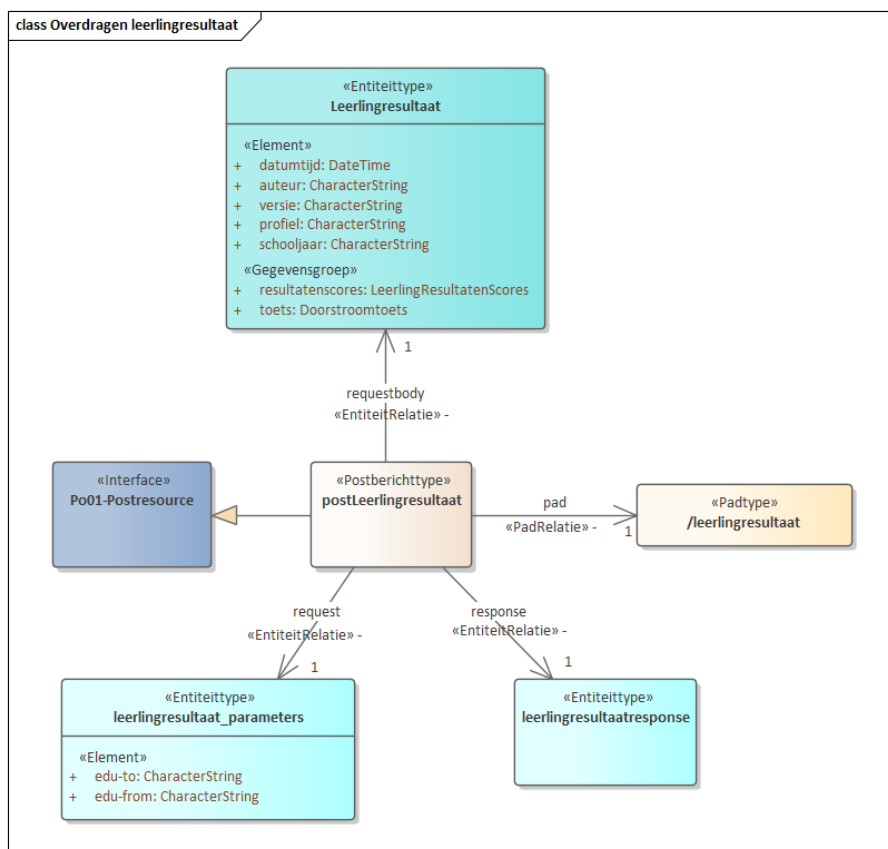 class Overdragen leerlingresultaat
«Entiteittype»
Leerlingresultaat
«Element»
+ datumtijd: DateTime
+ auteur: CharacterString
+ versie: CharacterString
+ profiel: CharacterString
+ schooljaar: CharacterString
«Gegevensgroep»
+ resultatenscores: LeerlingResultatenScores
+ toets: Doorstroomtoets
1
requestbody
«EntiteitRelatie» -
«Interface»
Po01-Postresource
«Postberichttype»
postLeerlingresultaat
pad
«PadRelatie» -
1
«Padtype»
/leerlingresultaat
request
«EntiteitRelatie» -
1
response
«EntiteitRelatie» -
1
«Entiteittype»
leerlingresultaat_parameters
«Element»
+ edu-to: CharacterString
+ edu-from: CharacterString
«Entiteittype»
leerlingresultaatresponse